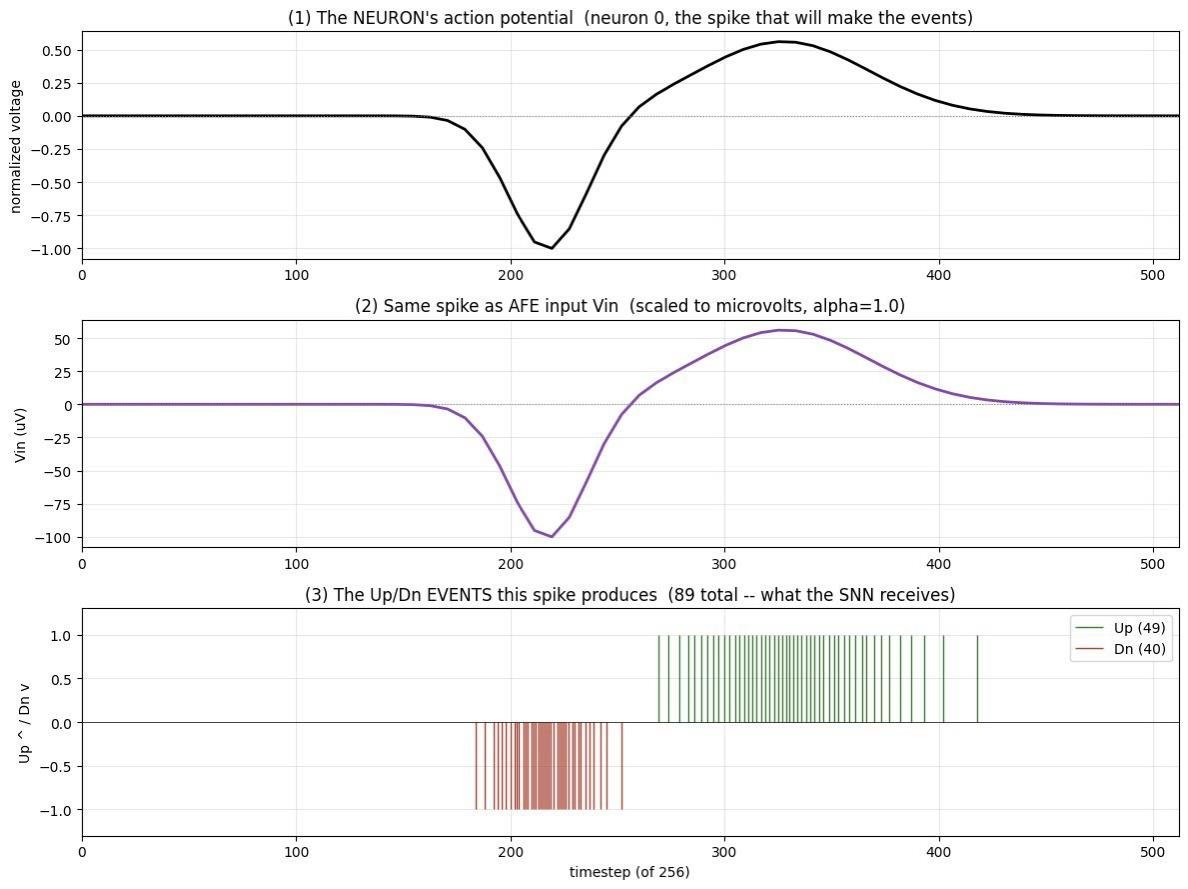 (1) The NEURON's action potential  (neuron 0, the spike that will make the events)
normalized voltage
0.50
0.25
0.00
−0.25
−0.50
−0.75
−1.00
0 100 200 300 400 500
(2) Same spike as AFE input Vin  (scaled to microvolts, alpha=1.0)
Vin (uV)
50
25
0
−25
−50
−75
−100
0 100 200 300 400 500
(3) The Up/Dn EVENTS this spike produces  (89 total -- what the SNN receives)
Up ^ / Dn v
1.0
0.5
0.0
−0.5
−1.0
Up (49)
Dn (40)
0 100 200 300 400 500
timestep (of 256)